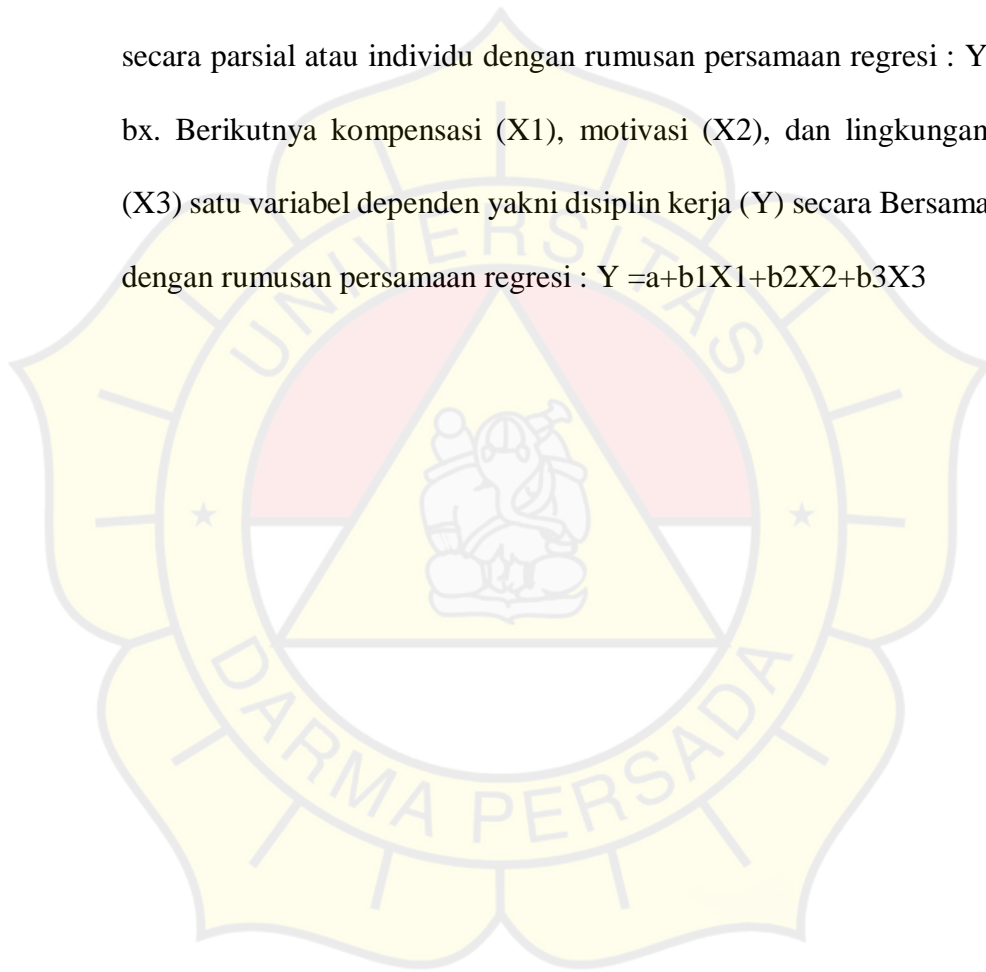 secara parsial atau individu dengan rumusan persamaan regresi : Y
bx. Berikutnya kompensasi (X1), motivasi (X2), dan lingkungan
(X3) satu variabel dependen yakni disiplin kerja (Y) secara Bersama
dengan rumusan persamaan regresi : Y =a+b1X1+b2X2+b3X3
UNIVERSITAS
DARMA PERSADA